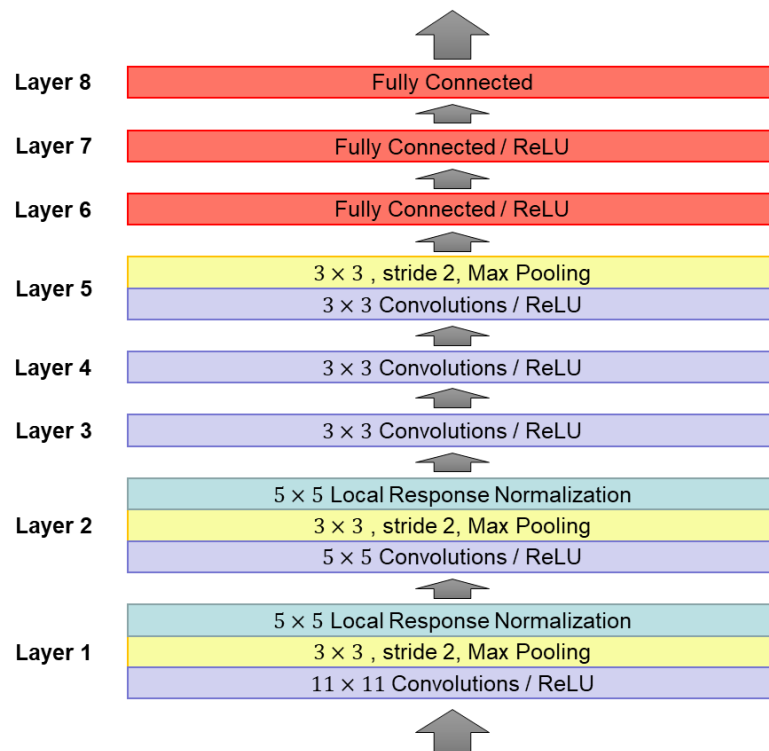 Layer 8
Fully Connected
Layer 7
Fully Connected / ReLU
Layer 6
Fully Connected / ReLU
Layer 5
3 × 3 , stride 2, Max Pooling
3 × 3 Convolutions / ReLU
Layer 4
3 × 3 Convolutions / ReLU
Layer 3
3 × 3 Convolutions / ReLU
Layer 2
5 × 5 Local Response Normalization
3 × 3 , stride 2, Max Pooling
5 × 5 Convolutions / ReLU
Layer 1
5 × 5 Local Response Normalization
3 × 3 , stride 2, Max Pooling
11 × 11 Convolutions / ReLU